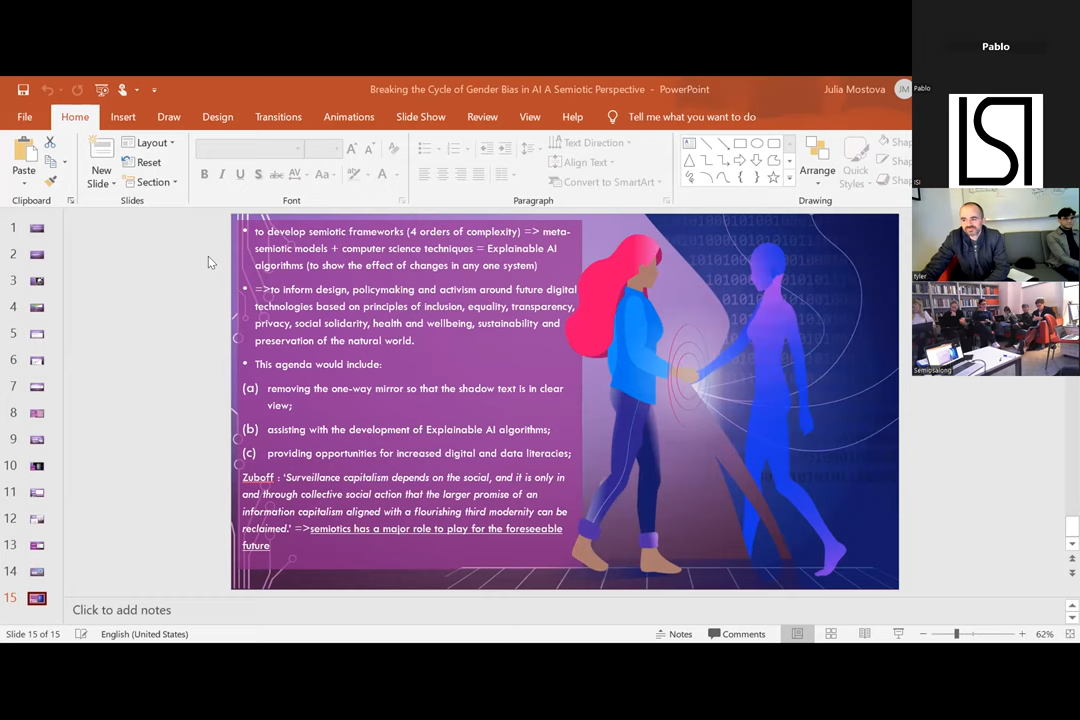 Pablo
Breaking the Cycle of Gender Bias in AI A Semiotic Perspective - PowerPoint
Julia Mostova
JM
Pablo
File Home Insert Draw Design Transitions Animations Slide Show Review View Help Tell me what you want to do
Paste
New Slide
Layout
Reset
Section
B I U S abc AV Aa A
Text Direction
Align Text
Convert to SmartArt
Arrange
Quick Styles
Shap
Shap
Shap
Clipboard Slides Font Paragraph Drawing
ISI
ISI
tyler
Semiosalong
1
2
3
4
5
6
7
8
9
10
11
12
13
14
15
• to develop semiotic frameworks (4 orders of complexity) => meta-
semiotic models + computer science techniques = Explainable AI
algorithms (to show the effect of changes in any one system)
• =>to inform design, policymaking and activism around future digital
technologies based on principles of inclusion, equality, transparency,
privacy, social solidarity, health and wellbeing, sustainability and
preservation of the natural world.
• This agenda would include:
(a) removing the one-way mirror so that the shadow text is in clear
view;
(b) assisting with the development of Explainable AI algorithms;
(c) providing opportunities for increased digital and data literacies;
Zuboff : 'Surveillance capitalism depends on the social, and it is only in
and through collective social action that the larger promise of an
information capitalism aligned with a flourishing third modernity can be
reclaimed.' =>semiotics has a major role to play for the foreseeable
future
Click to add notes
Slide 15 of 15 English (United States) Notes Comments 62%